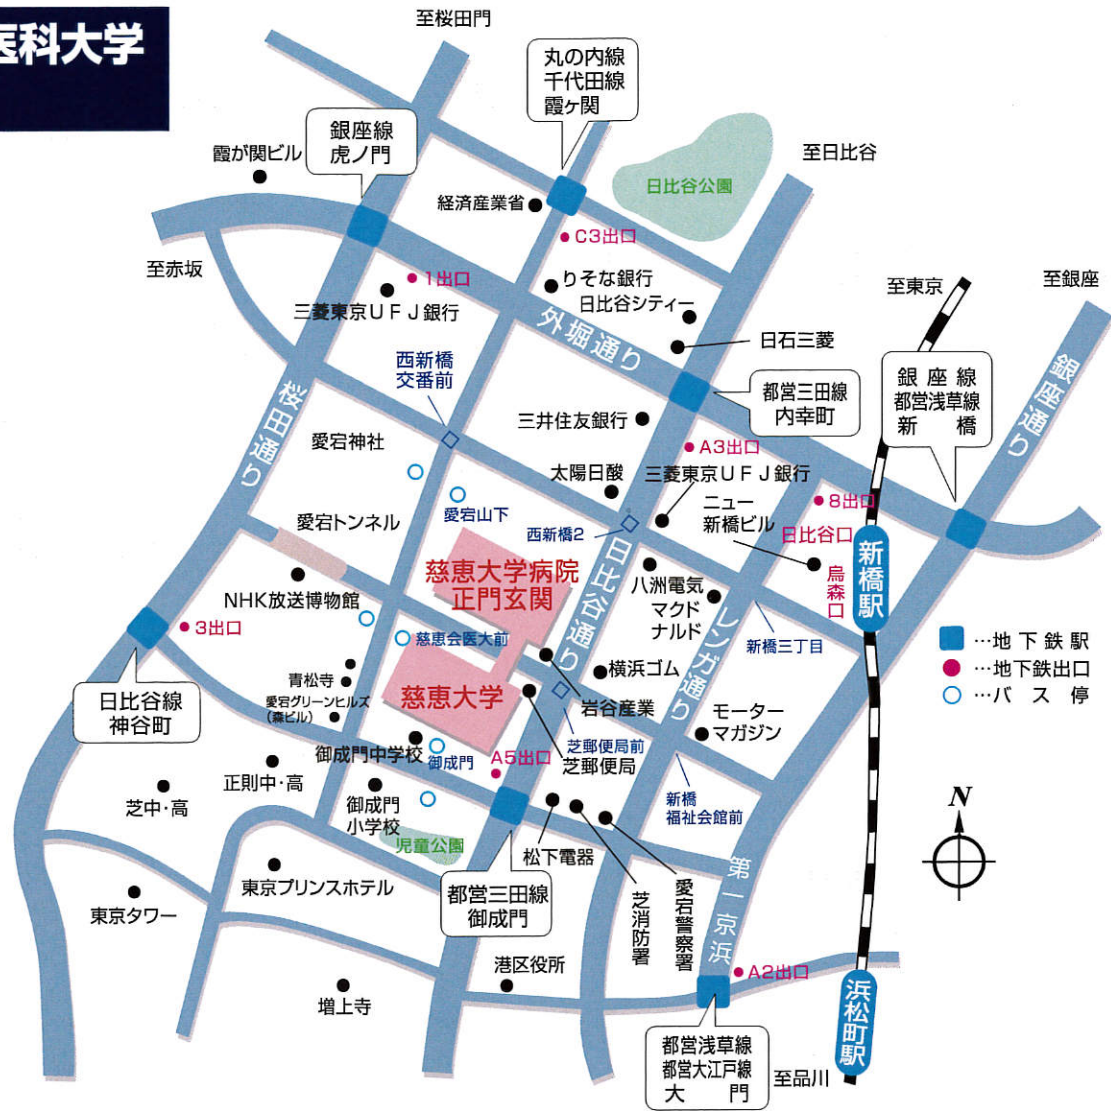 医科大学
至桜田門
丸の内線
千代田線
霞ヶ関
銀座線
虎ノ門
霞が関ビル
至日比谷
日比谷公園
経済産業省
C3出口
至赤坂
1出口
りそな銀行
日比谷シティー
三菱東京UFJ銀行
至東京
至銀座
外堀通り
日石三菱
西新橋
交番前
都営三田線
内幸町
銀座線
都営浅草線
新橋
銀座通り
桜田通り
三井住友銀行
愛宕神社
A3出口
太陽日酸
三菱東京UFJ銀行
8出口
ニュー
新橋ビル
愛宕山下
愛宕トンネル
西新橋2
日比谷口
日比谷通り
新橋駅
烏森口
慈恵大学病院
正門玄関
八洲電気
マクド
ナルド
NHK放送博物館
レンガ通り
3出口
慈恵会医大前
新橋三丁目
…地下鉄駅
…地下鉄出口
…バス停
横浜ゴム
青松寺
愛宕グリーンヒルズ
(森ビル)
慈恵大学
日比谷線
神谷町
岩谷産業
モーター
マガジン
御成門中学校
御成門
A5出口
芝郵便局前
芝郵便局
正則中・高
芝中・高
御成門
小学校
新橋
福祉会館前
N
児童公園
松下電器
第一京浜
東京プリンスホテル
都営三田線
御成門
芝消防署
愛宕警察署
東京タワー
港区役所
A2出口
増上寺
浜松町駅
都営浅草線
都営大江戸線
大門
至品川